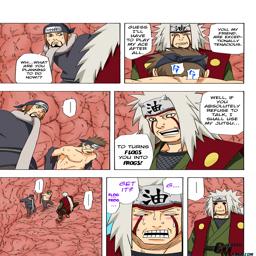 YOU, MY
FRIEND,
ARE EXCEP-
TIONALLY
TENACIOUS.
GUESS
I'LL
HAVE TO
PLAY MY
ACE AFTER
ALL
WH...WHAT
ARE YOU
PLANNING
TO DO
NOW?!
WELL, IF
YOU
ABSOLUTELY
REFUSE TO
TALK, I
SHALL USE
MY JUTSU...
油
TO
TURN
YOU INTO
FROGS!
G...
GET
IT?
油
FROG